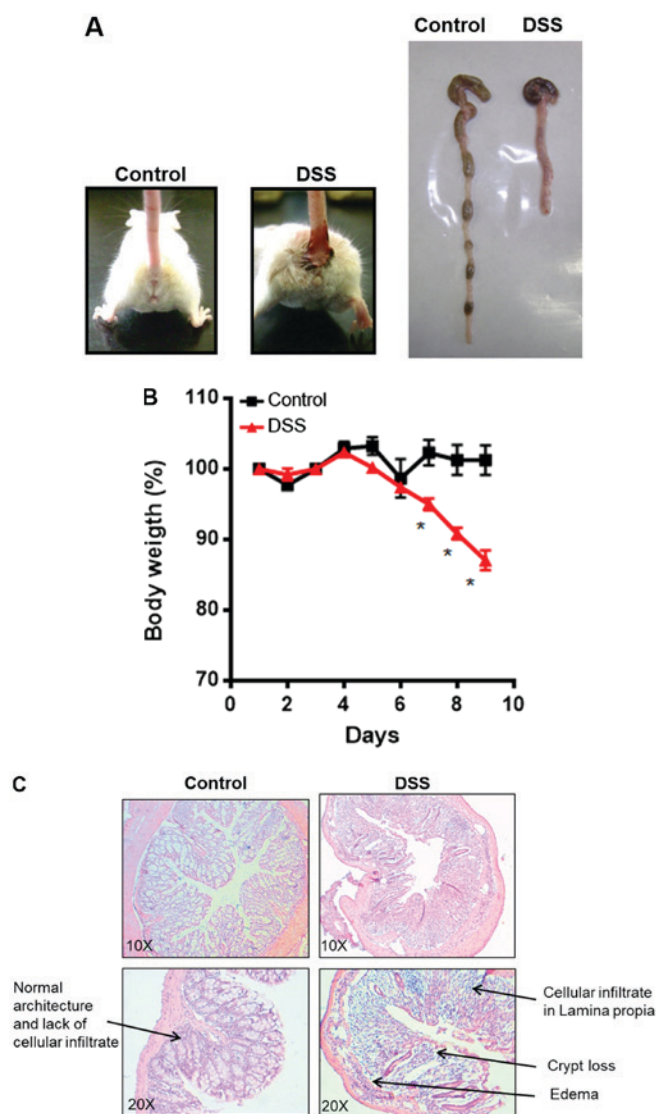 A
Control DSS
Control
DSS
B
110
100
90
80
70
Body weigth (%)
Control
DSS
*
*
*
0 2 4 6 8 10
Days
C
Control
DSS
10X
10X
Normal
architecture
and lack of
cellular infiltrate
20X
20X
Cellular infiltrate
in Lamina propia
Crypt loss
Edema